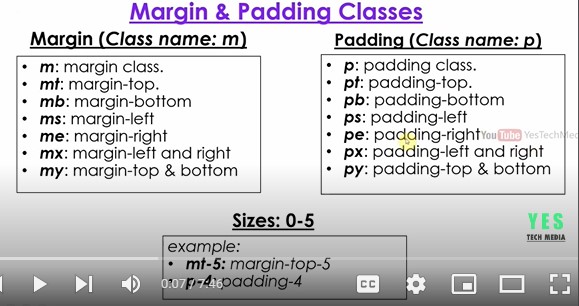 Margin & Padding Classes
Margin (Class name: m)
• m: margin class.
• mt: margin-top.
• mb: margin-bottom
• ms: margin-left
• me: margin-right
• mx: margin-left and right
• my: margin-top & bottom
Padding (Class name: p)
• p: padding class.
• pt: padding-top.
• pb: padding-bottom
• ps: padding-left
• pe: padding-right
• px: padding-left and right
• py: padding-top & bottom
YouTube YesTechMed
Sizes: 0-5
example:
• mt-5: margin-top-5
• p-4: padding-4
YES
TECH MEDIA
0:07 / 7:46
CC